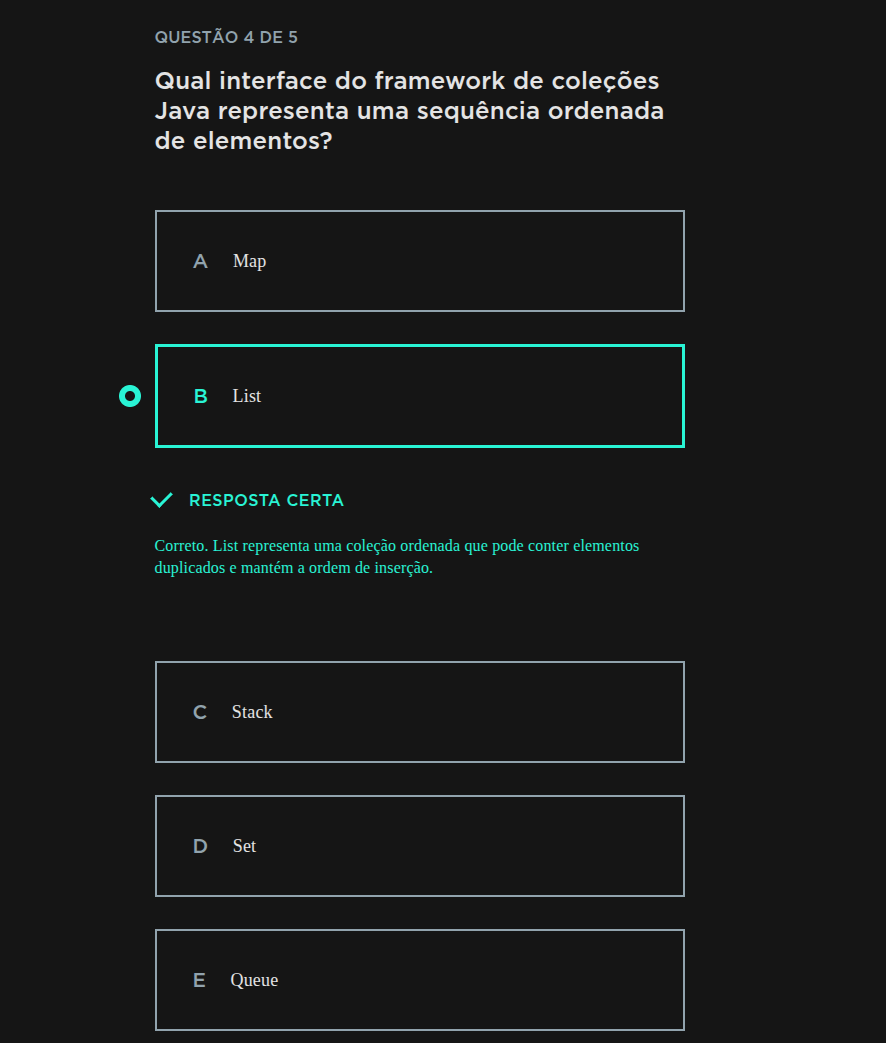 QUESTÃO 4 DE 5
Qual interface do framework de coleções
Java representa uma sequência ordenada
de elementos?
A Map
B List
RESPOSTA CERTA
Correto. List representa uma coleção ordenada que pode conter elementos
duplicados e mantém a ordem de inserção.
C Stack
D Set
E Queue